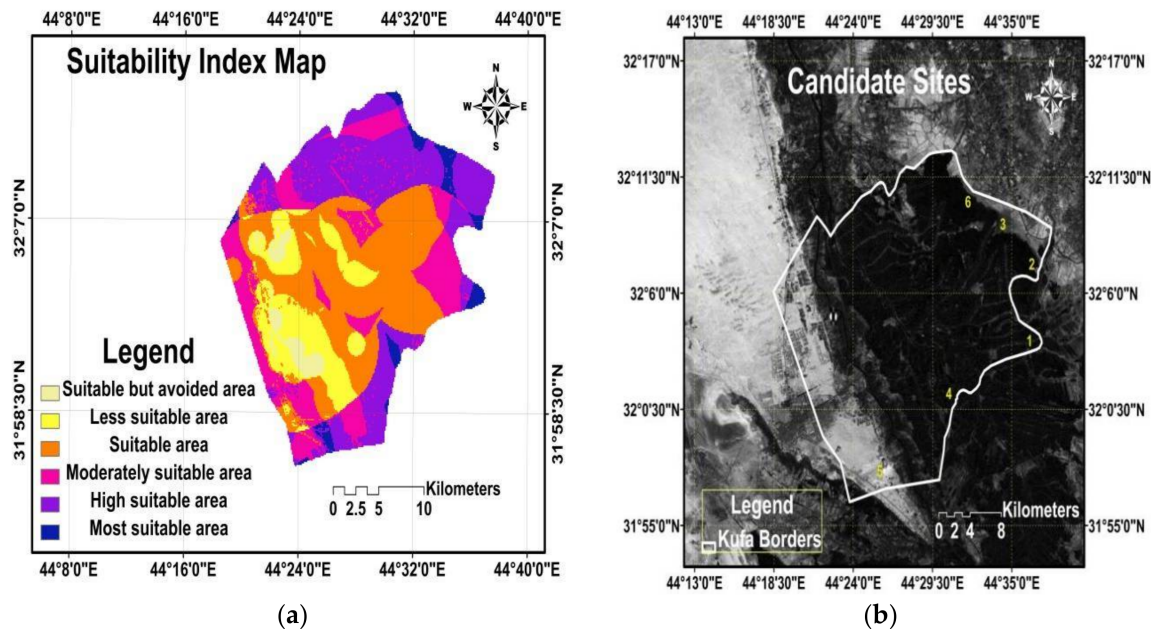 44°8'0"E 44°16'0"E 44°24'0"E 44°32'0"E 44°40'0"E
Suitability Index Map
N
W E
S
32°7'0"N
32°7'0"N
31°58'30"N
31°58'30"N
Legend
Suitable but avoided area
Less suitable area
Suitable area
Moderately suitable area
High suitable area
Most suitable area
Kilometers
0 2.5 5 10
44°8'0"E 44°16'0"E 44°24'0"E 44°32'0"E 44°40'0"E
(a)
44°13'0"E 44°18'30"E 44°24'0"E 44°29'30"E 44°35'0"E
Candidate Sites
N
W E
S
32°17'0"N
32°17'0"N
32°11'30"N
32°11'30"N
6
3
2
32°6'0"N
32°6'0"N
1
4
32°0'30"N
32°0'30"N
5
Legend
Kufa Borders
Kilometers
0 2 4 8
31°55'0"N
31°55'0"N
44°13'0"E 44°18'30"E 44°24'0"E 44°29'30"E 44°35'0"E
(b)